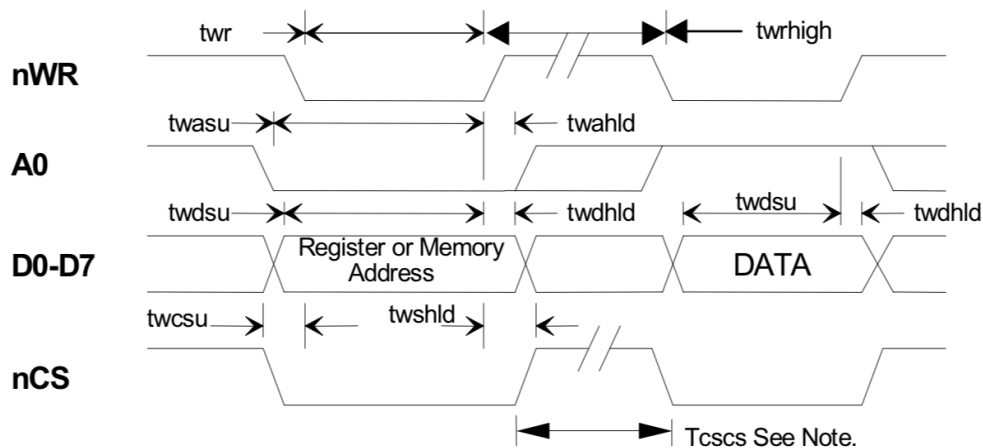 twr twrhigh
nWR
twasu twahld
A0
twdsu twdhld twdsu twdhld
D0-D7 Register or Memory Address DATA
twcsu twshld
nCS
Tcscs See Note.